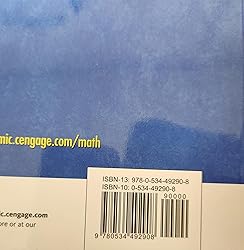 mic.cengage.com/math
ISBN-13: 978-0-534-49290-8
ISBN-10: 0-534-49290-8
90000
ic.cengage.com
ore or at our
9 780534 492908